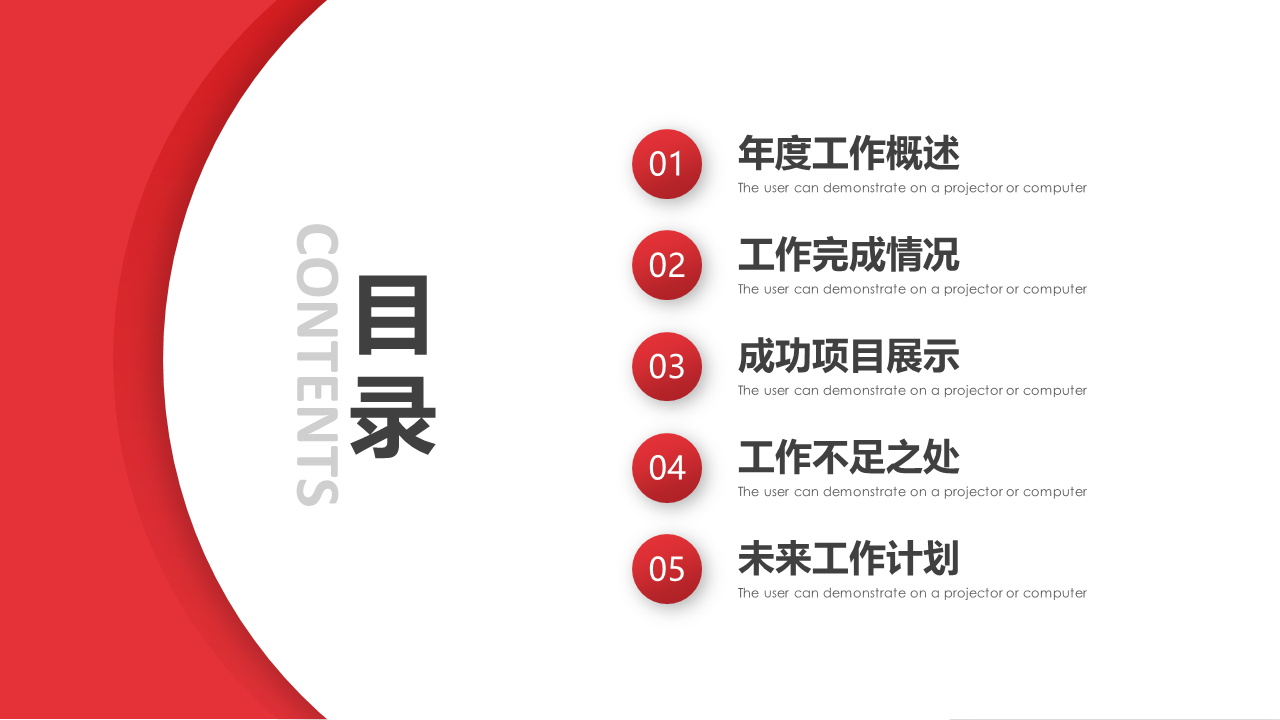 CONTENTS
目
录
01
年度工作概述
The user can demonstrate on a projector or computer
02
工作完成情况
The user can demonstrate on a projector or computer
03
成功项目展示
The user can demonstrate on a projector or computer
04
工作不足之处
The user can demonstrate on a projector or computer
05
未来工作计划
The user can demonstrate on a projector or computer